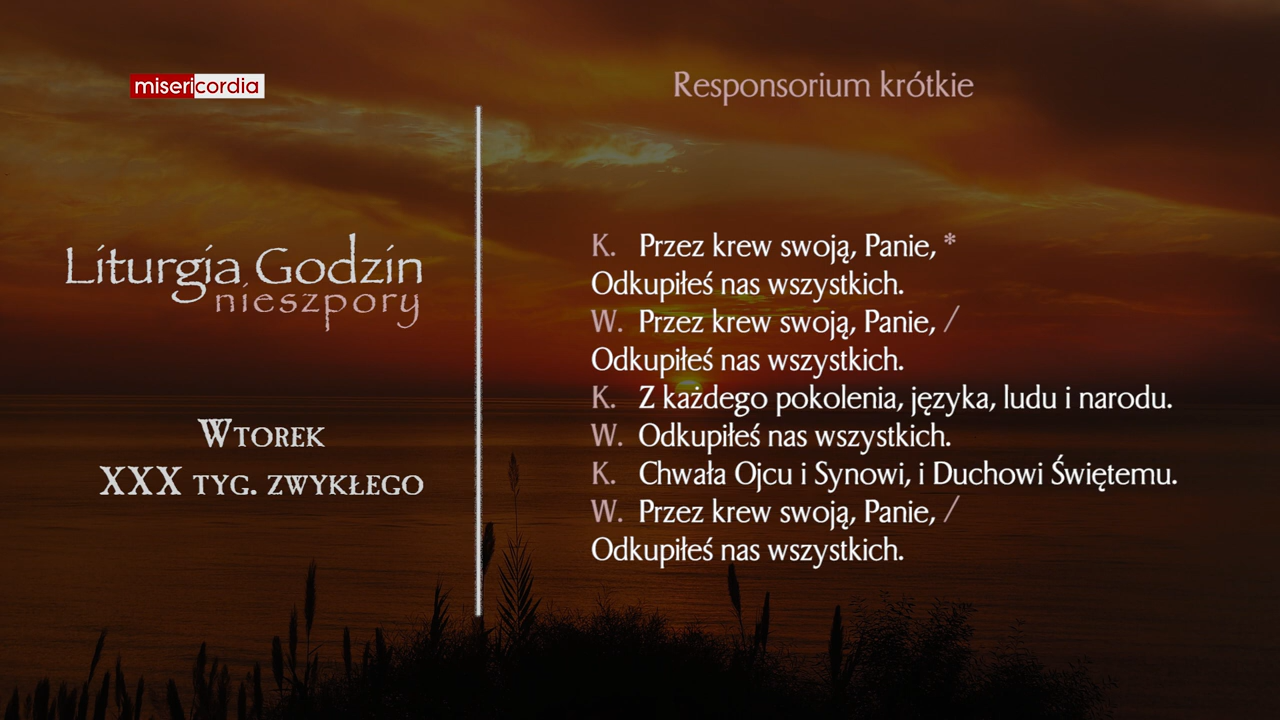 misericordia
Liturgia Godzin
nieszpory
Wtorek
XXX tyg. zwykłego
Responsorium krótkie
K. Przez krew swoją, Panie, *
Odkupiłeś nas wszystkich.
W. Przez krew swoją, Panie, /
Odkupiłeś nas wszystkich.
K. Z każdego pokolenia, języka, ludu i narodu.
W. Odkupiłeś nas wszystkich.
K. Chwała Ojcu i Synowi, i Duchowi Świętemu.
W. Przez krew swoją, Panie, /
Odkupiłeś nas wszystkich.